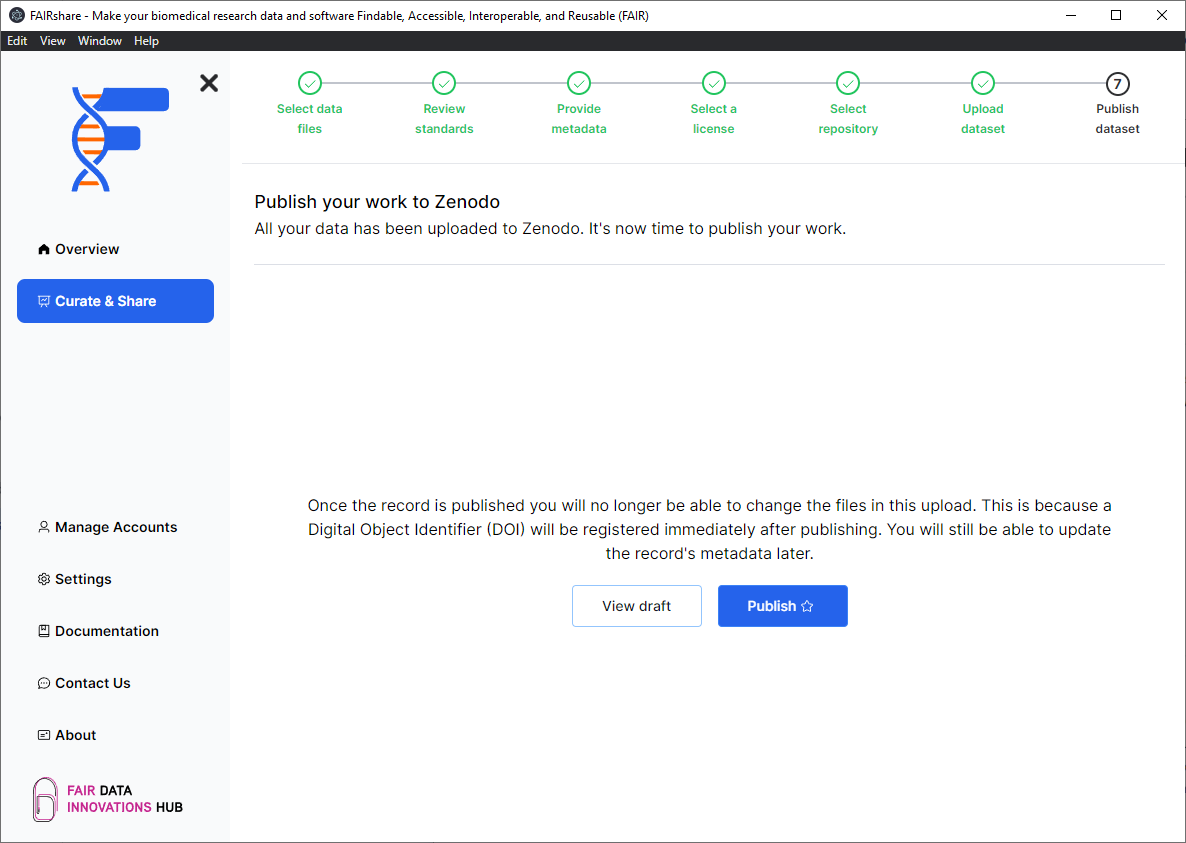 FAIRshare - Make your biomedical research data and software Findable, Accessible, Interoperable, and Reusable (FAIR)
Edit View Window Help
Select data
files
Review
standards
Provide
metadata
Select a
license
Select
repository
Upload
dataset
7
Publish
dataset
Overview
Curate & Share
Manage Accounts
Settings
Documentation
Contact Us
About
FAIR DATA
INNOVATIONS HUB
Publish your work to Zenodo
All your data has been uploaded to Zenodo. It's now time to publish your work.
Once the record is published you will no longer be able to change the files in this upload. This is because a
Digital Object Identifier (DOI) will be registered immediately after publishing. You will still be able to update
the record's metadata later.
View draft
Publish